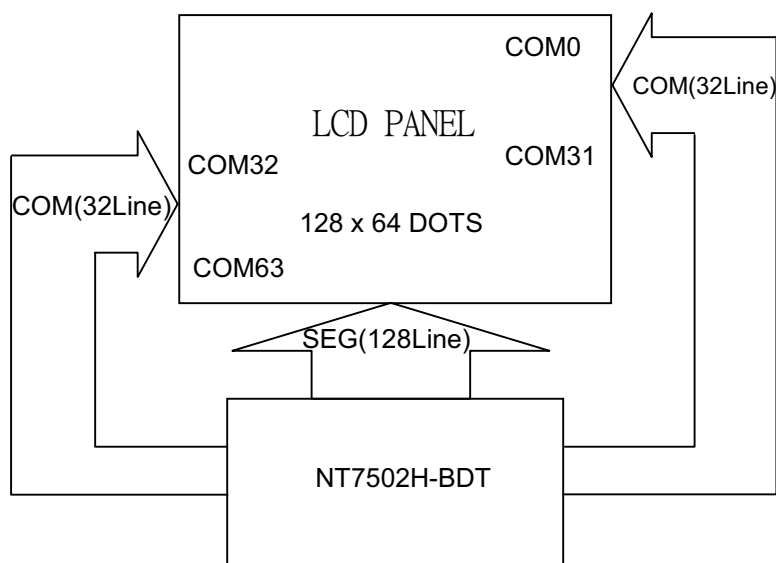 COM0
COM(32Line)
LCD PANEL
COM31
COM32
COM(32Line)
128 x 64 DOTS
COM63
SEG(128Line)
NT7502H-BDT